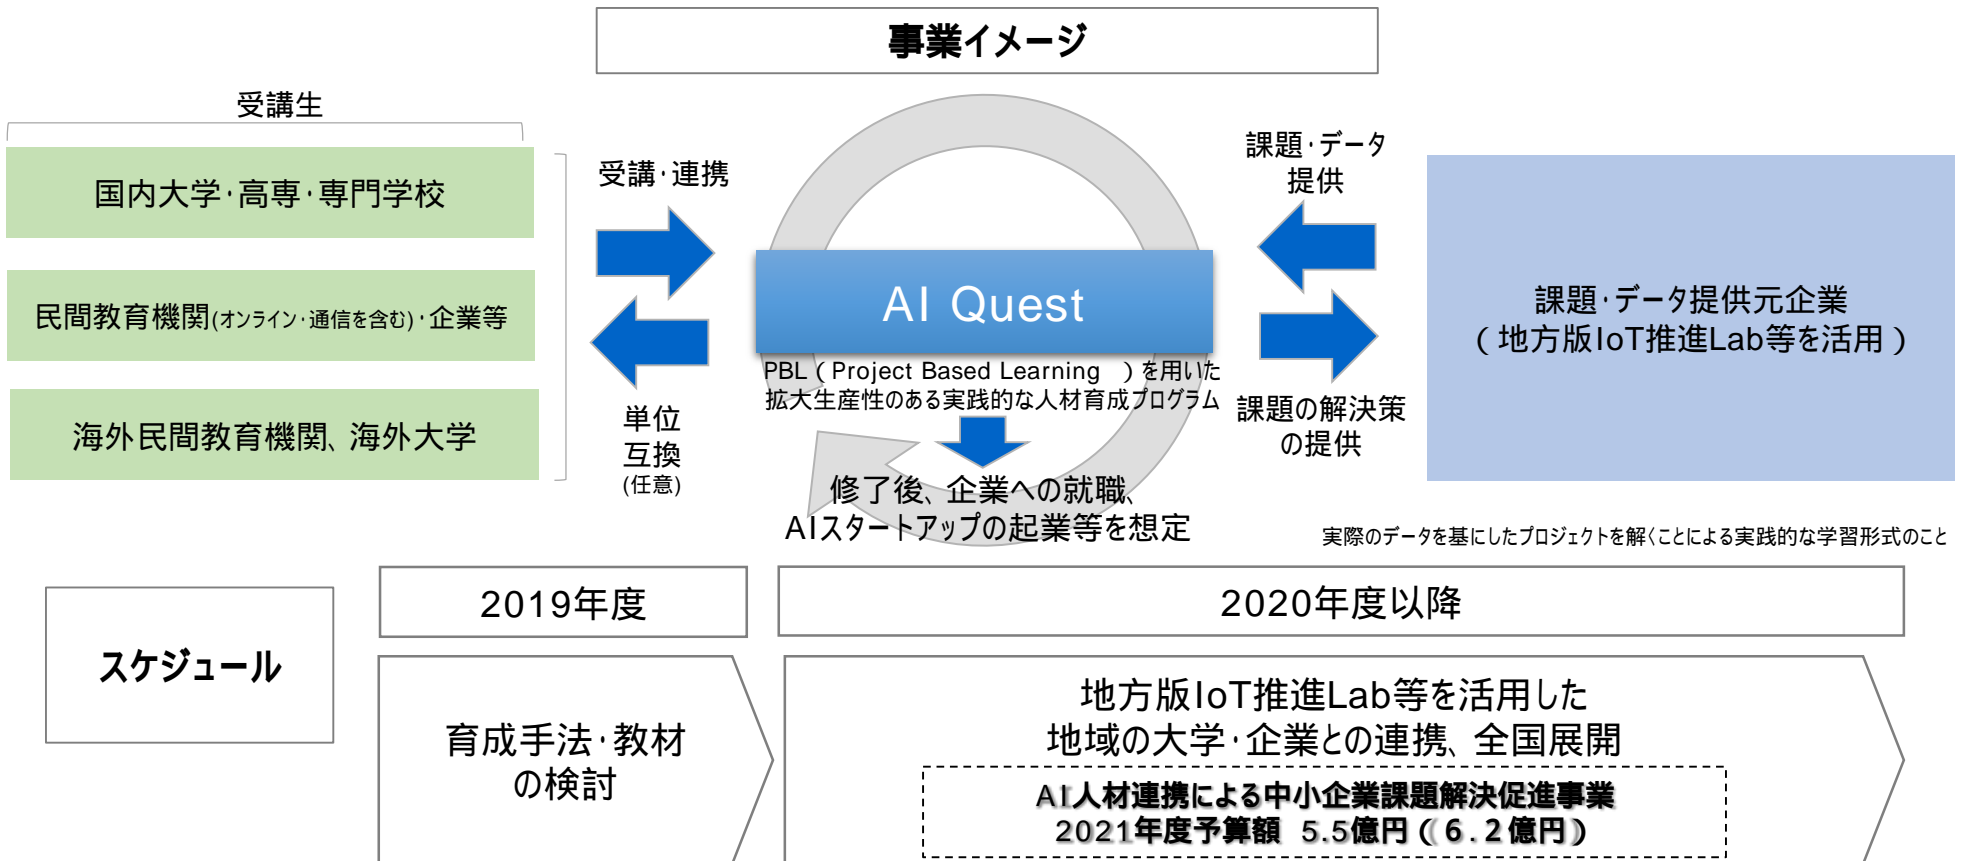 事業イメージ
受講生
国内大学・高専・専門学校
民間教育機関(オンライン・通信を含む)・企業等
海外民間教育機関、海外大学
受講・連携
単位
互換
(任意)
AI Quest
PBL（Project Based Learning　）を用いた
拡大生産性のある実践的な人材育成プログラム
修了後、企業への就職、
AIスタートアップの起業等を想定
課題・データ
提供
課題の解決策
の提供
課題・データ提供元企業
（地方版IoT推進Lab等を活用）
実際のデータを基にしたプロジェクトを解くことによる実践的な学習形式のこと
スケジュール
2019年度
2020年度以降
育成手法・教材
の検討
地方版IoT推進Lab等を活用した
地域の大学・企業との連携、全国展開
AI人材連携による中小企業課題解決促進事業
2021年度予算額 5.5億円（6.2億円）